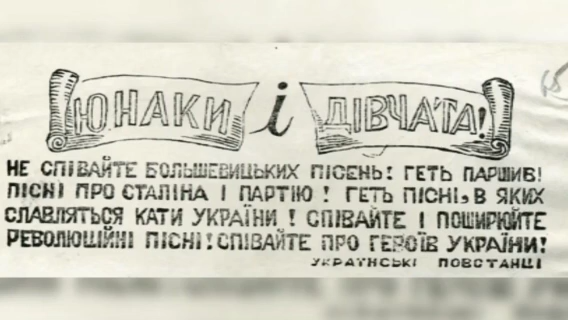 ЮНАКИ і ДІВЧАТА!
НЕ СПІВАЙТЕ БОЛЬШЕВИЦЬКИХ ПІСЕНЬ! ГЕТЬ ПАРШИВІ
ПІСНІ ПРО СТАЛІНА І ПАРТІЮ! ГЕТЬ ПІСНІ, В ЯКИХ
СЛАВЛЯТЬСЯ КАТИ УКРАЇНИ! СПІВАЙТЕ І ПОШИРЮЙТЕ
РЕВОЛЮЦІЙНІ ПІСНІ! СПІВАЙТЕ ПРО ГЕРОЇВ УКРАЇНИ!
УКРАЇНСЬКІ ПОВСТАНЦІ